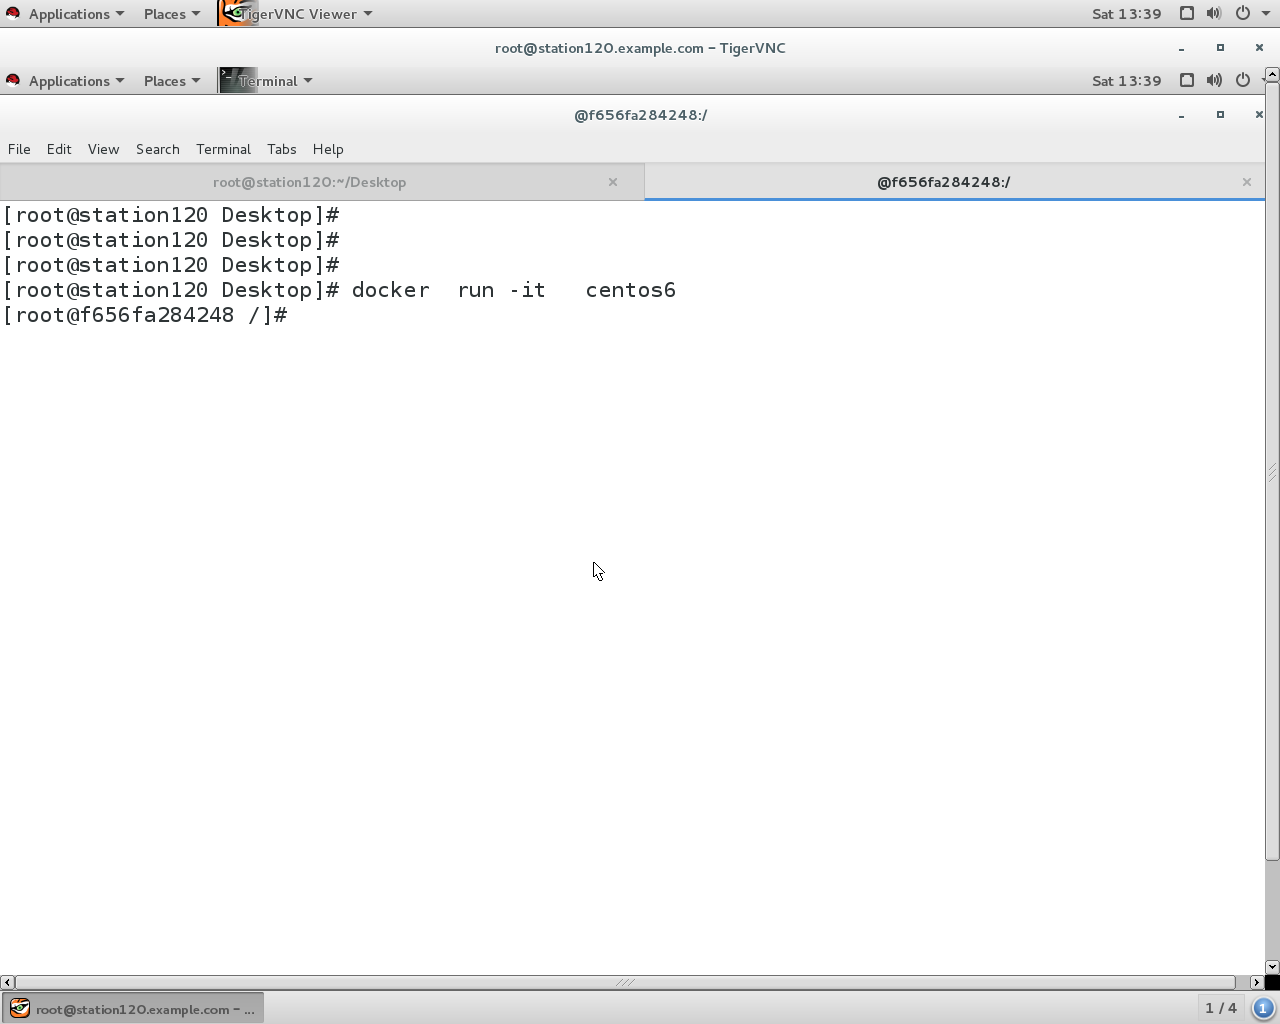 Applications Places TigerVNC Viewer Sat 13:39
root@station120.example.com - TigerVNC
Applications Places Terminal Sat 13:39
@f656fa284248:/
File Edit View Search Terminal Tabs Help
root@station120:~/Desktop @f656fa284248:/
[root@station120 Desktop]#
[root@station120 Desktop]#
[root@station120 Desktop]#
[root@station120 Desktop]# docker  run -it   centos6
[root@f656fa284248 /]#
root@station120.example.com - ... 1 / 4 1